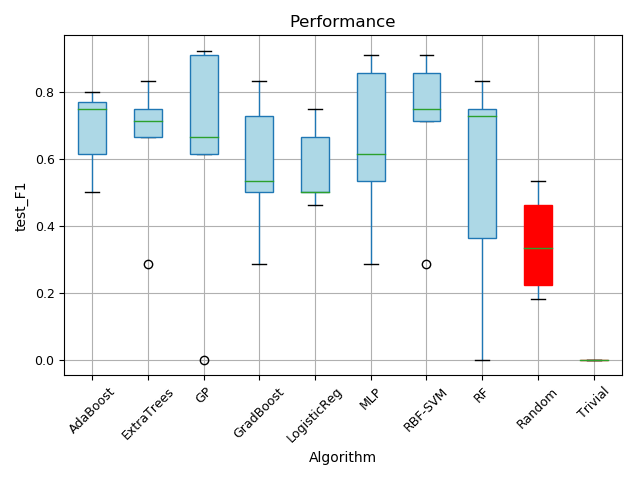 Performance
test_F1
0.8
0.6
0.4
0.2
0.0
AdaBoost
ExtraTrees
GP
GradBoost
LogisticReg
MLP
RBF-SVM
RF
Random
Trivial
Algorithm